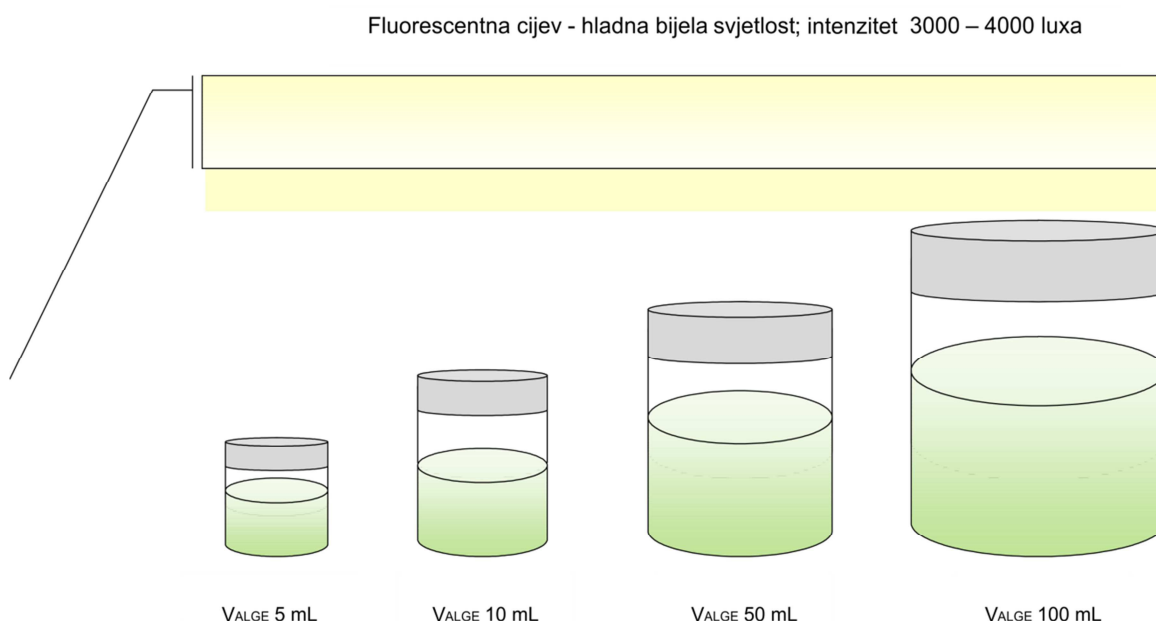 Fluorescentna cijev - hladna bijela svjetlost; intenzitet 3000 – 4000 luxa
VALGE 5 mL
VALGE 10 mL
VALGE 50 mL
VALGE 100 mL